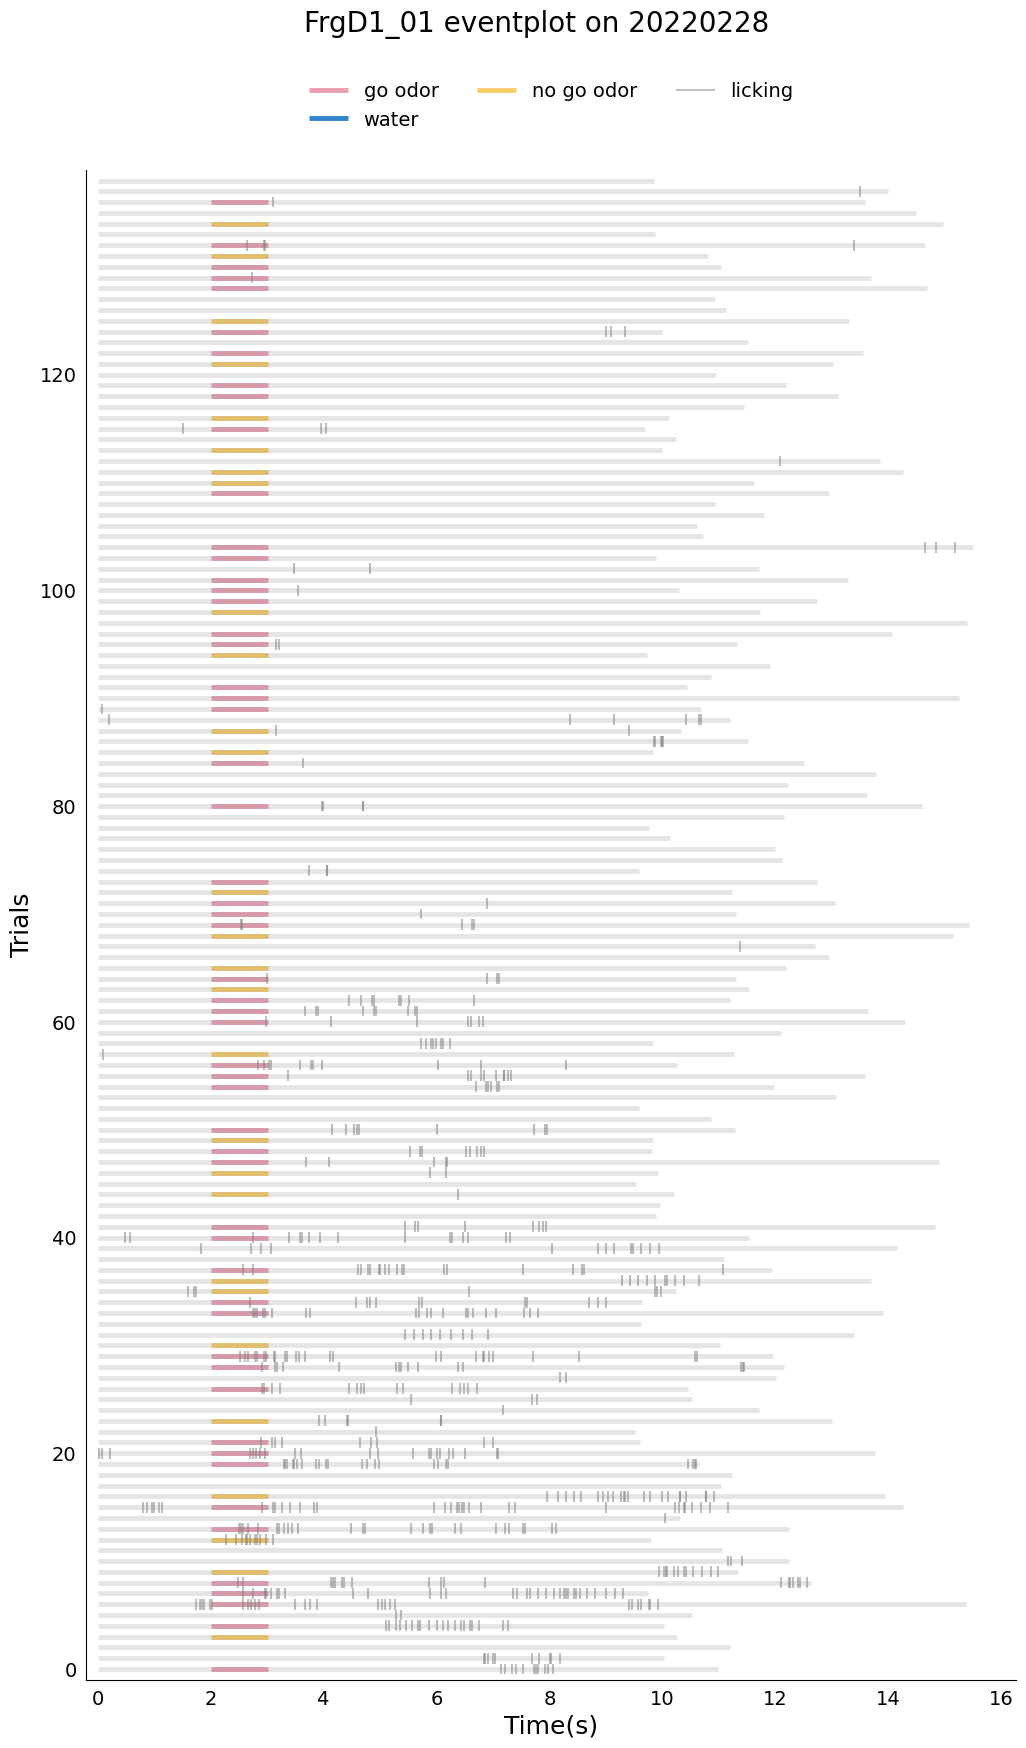 FrgD1_01 eventplot on 20220228
go odor
no go odor
licking
water
120
100
80
60
40
20
0
Trials
0 2 4 6 8 10 12 14 16
Time(s)